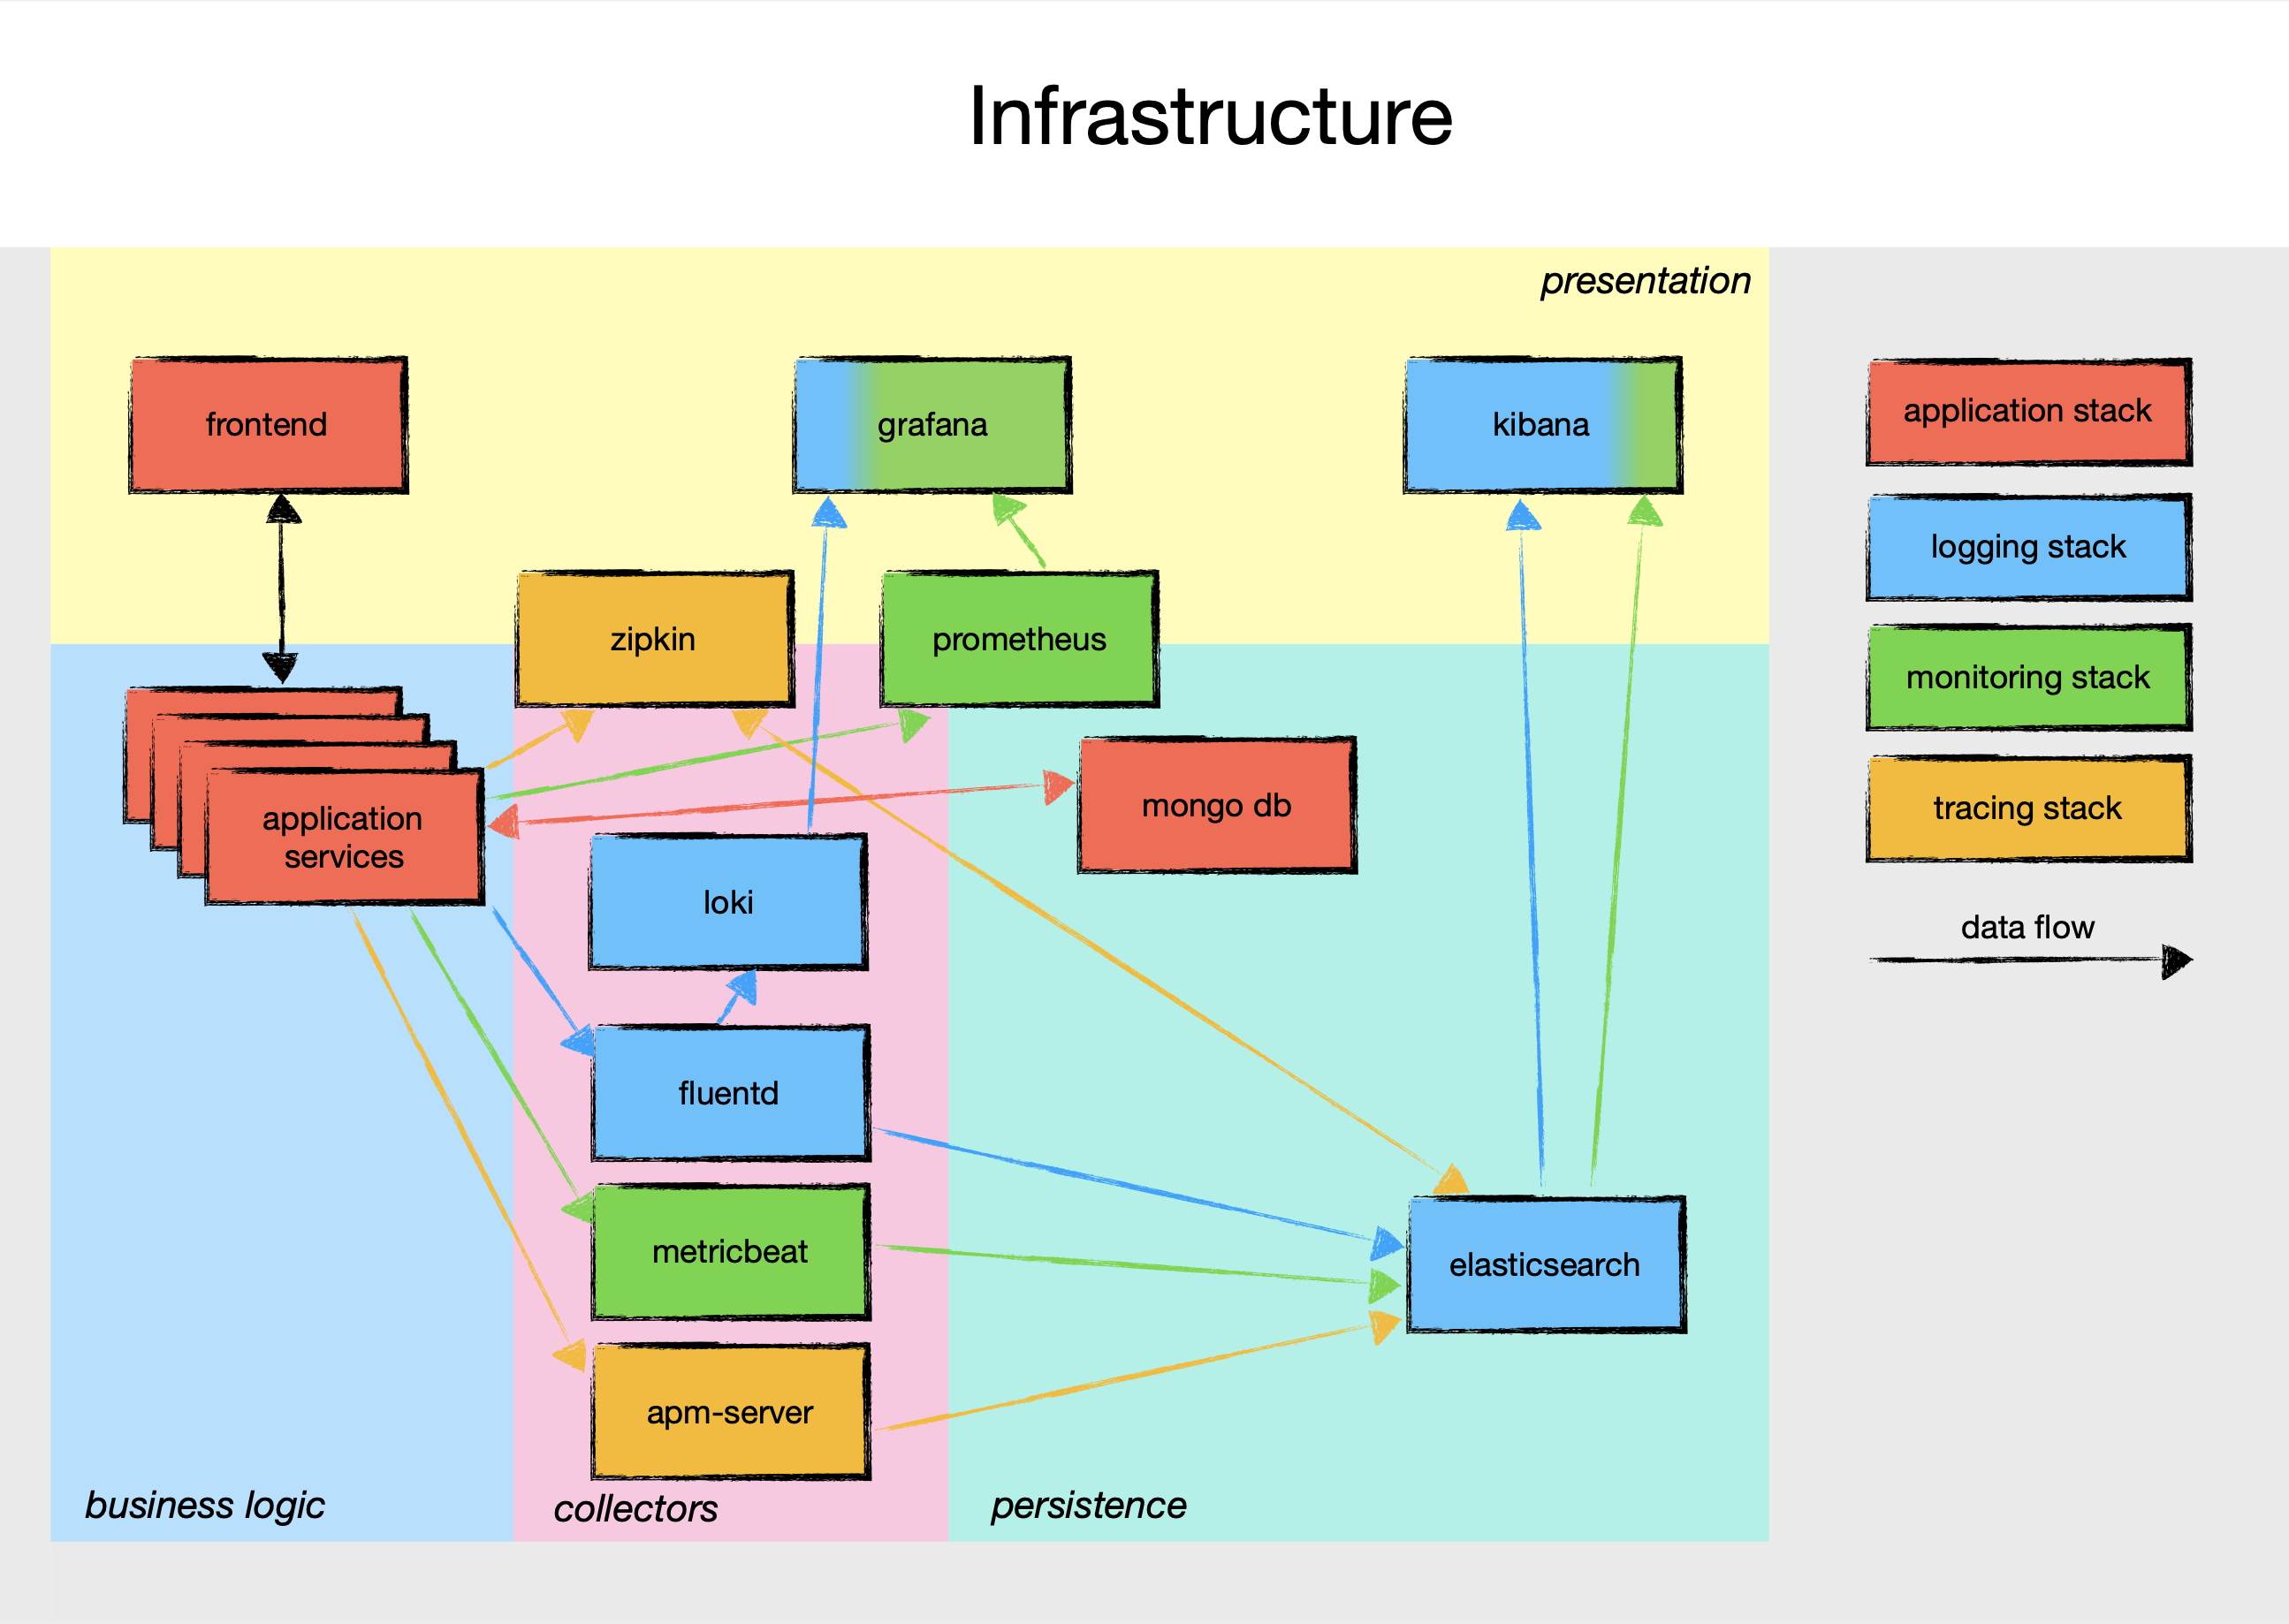 Infrastructure
presentation
frontend
grafana
kibana
zipkin
prometheus
application
services
mongo db
loki
fluentd
metricbeat
elasticsearch
apm-server
business logic
collectors
persistence
application stack
logging stack
monitoring stack
tracing stack
data flow